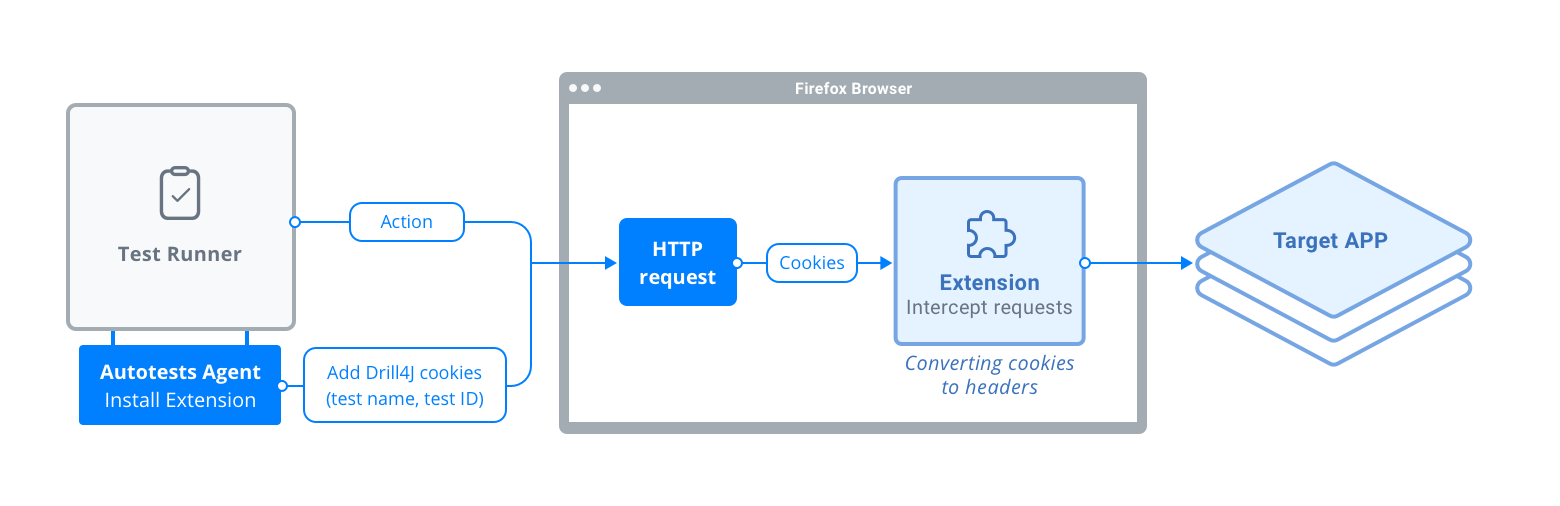 Firefox Browser
Test Runner
Action
Autotests Agent
Install Extension
Add Drill4J cookies
(test name, test ID)
HTTP
request
Cookies
Extension
Intercept requests
Converting cookies
to headers
Target APP